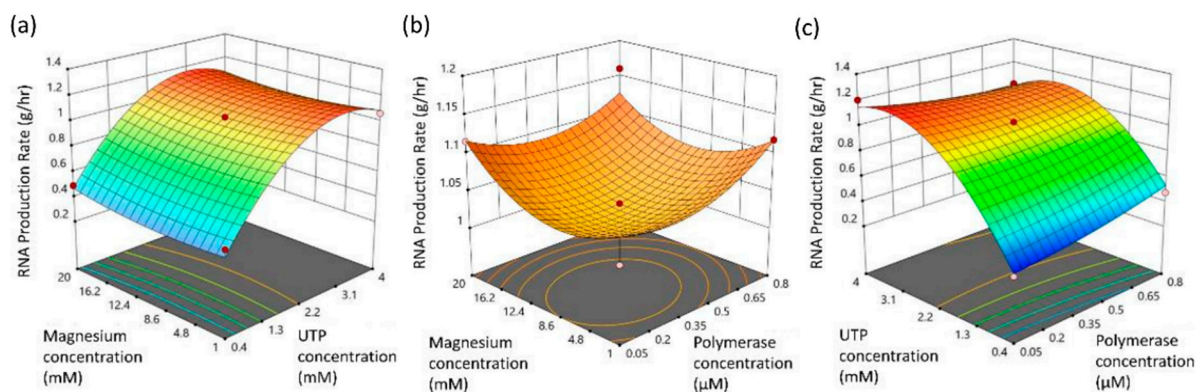 (a)
RNA Production Rate (g/hr)
1.4
1.2
1
0.8
0.6
0.4
0.2
20
16.2
12.4
8.6
4.8
1
0.4
1.3
2.2
3.1
4
Magnesium
concentration
(mM)
UTP
concentration
(mM)
(b)
RNA Production Rate (g/hr)
1.2
1.15
1.1
1.05
1
20
16.2
12.4
8.6
4.8
1
0.05
0.2
0.35
0.5
0.65
0.8
Magnesium
concentration
(mM)
Polymerase
concentration
(μM)
(c)
RNA Production Rate (g/hr)
1.4
1.2
1
0.8
0.6
0.4
0.2
4
3.1
2.2
1.3
0.4
0.05
0.2
0.35
0.5
0.65
0.8
UTP
concentration
(mM)
Polymerase
concentration
(μM)